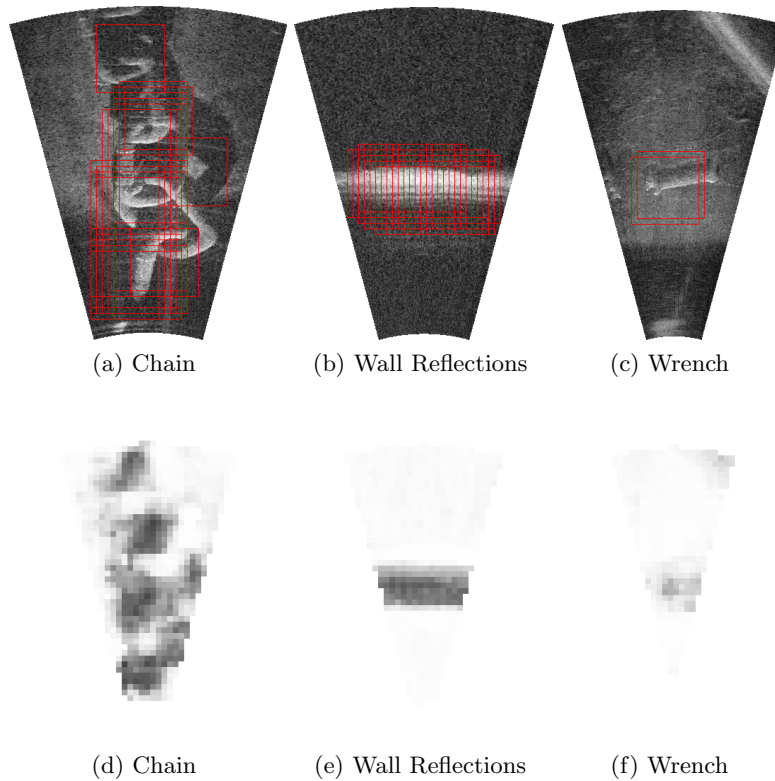 (a) Chain
(b) Wall Reflections
(c) Wrench
(d) Chain
(e) Wall Reflections
(f) Wrench